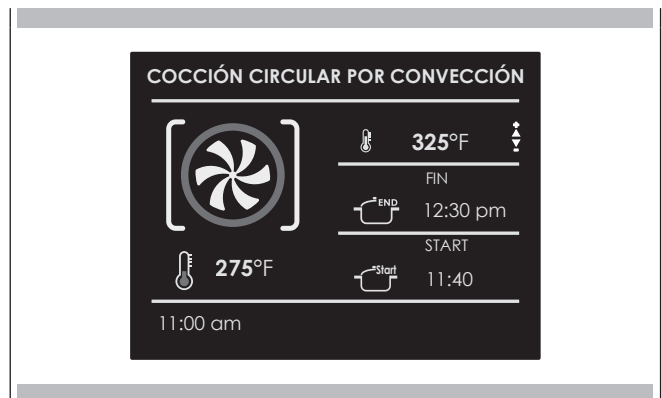 COCCIÓN CIRCULAR POR CONVECCIÓN
325°F
FIN
END
12:30 pm
START
Start
11:40
275°F
11:00 am